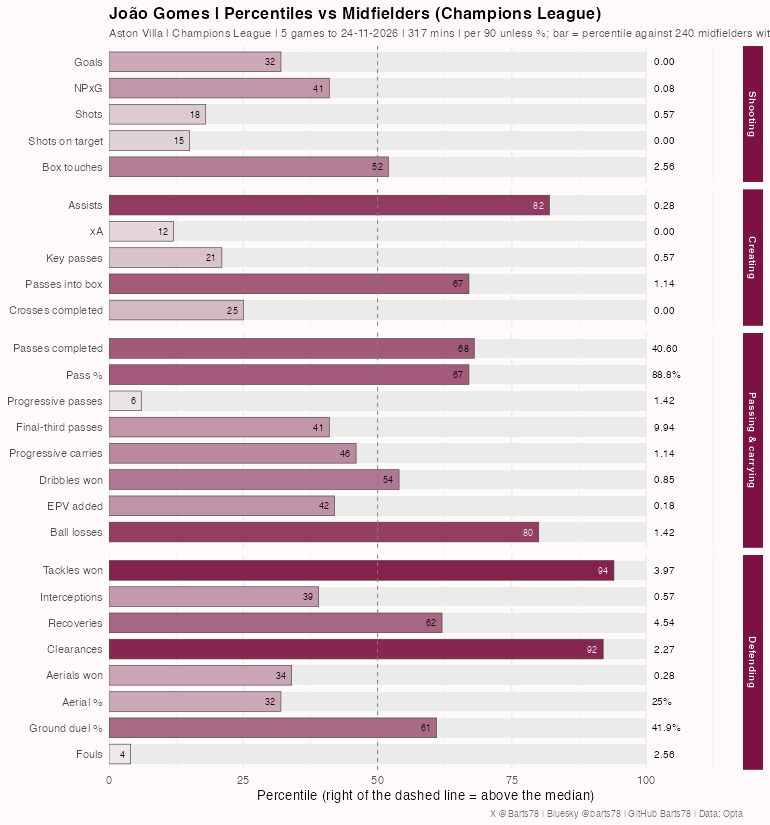 João Gomes | Percentiles vs Midfielders (Champions League)
Aston Villa | Champions League | 5 games to 24-11-2026 | 317 mins | per 90 unless %; bar = percentile against 240 midfielders wit
Shooting
Goals 32 0.00
NPxG 41 0.08
Shots 18 0.57
Shots on target 15 0.00
Box touches 52 2.56
Creating
Assists 82 0.28
xA 12 0.00
Key passes 21 0.57
Passes into box 67 1.14
Crosses completed 25 0.00
Passing & carrying
Passes completed 68 40.60
Pass % 67 88.8%
Progressive passes 6 1.42
Final-third passes 41 9.94
Progressive carries 46 1.14
Dribbles won 54 0.85
EPV added 42 0.18
Ball losses 80 1.42
Defending
Tackles won 94 3.97
Interceptions 39 0.57
Recoveries 62 4.54
Clearances 92 2.27
Aerials won 34 0.28
Aerial % 32 25%
Ground duel % 61 41.9%
Fouls 4 2.56
0 25 50 75 100
Percentile (right of the dashed line = above the median)
X @Barts78 | Bluesky @barts78 | GitHub Barts78 | Data: Opta